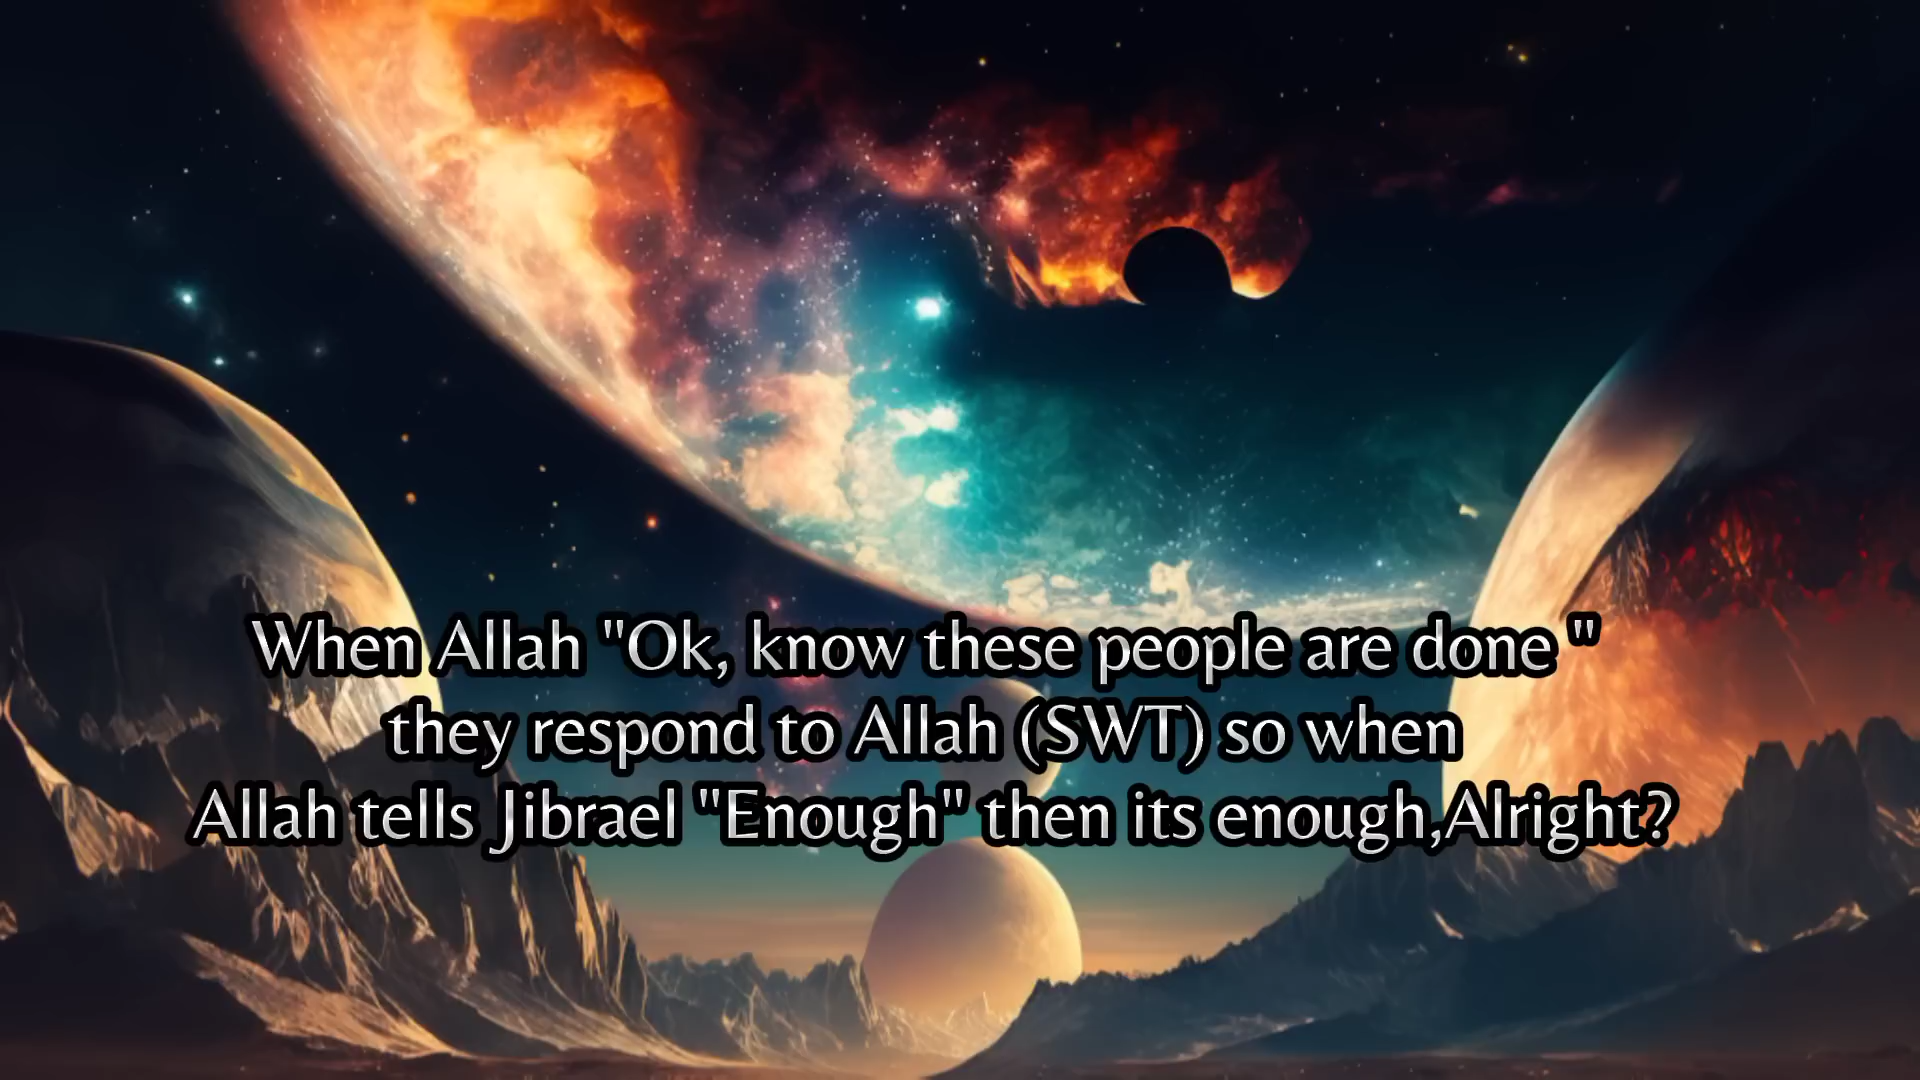 When Allah "Ok, know these people are done "
they respond to Allah (SWT) so when
Allah tells Jibrael "Enough" then its enough,Alright?